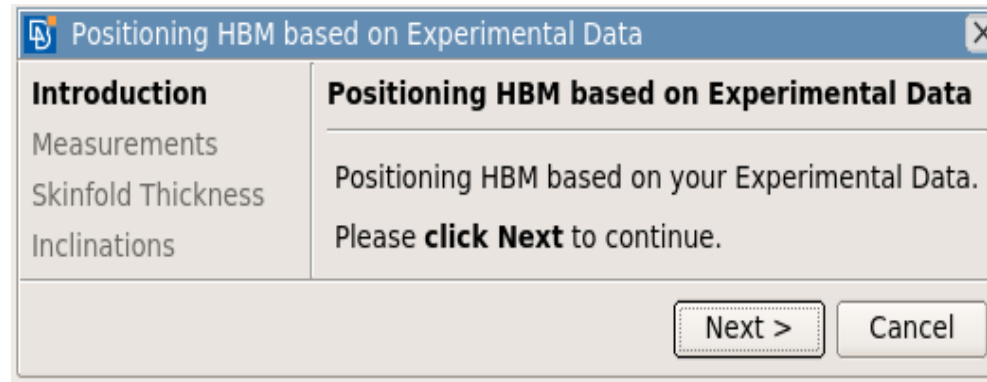 Positioning HBM based on Experimental Data
Introduction
Measurements
Skinfold Thickness
Inclinations
Positioning HBM based on Experimental Data
Positioning HBM based on your Experimental Data.
Please click Next to continue.
Next >
Cancel